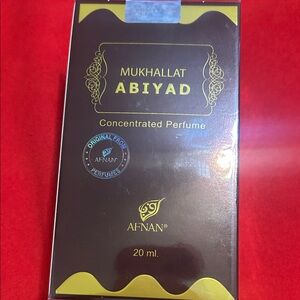 MUKHALLAT
ABIYAD
Concentrated Perfume
ORIGINAL FROM
AFNAN
PERFUMES
AFNAN®
20 ml.